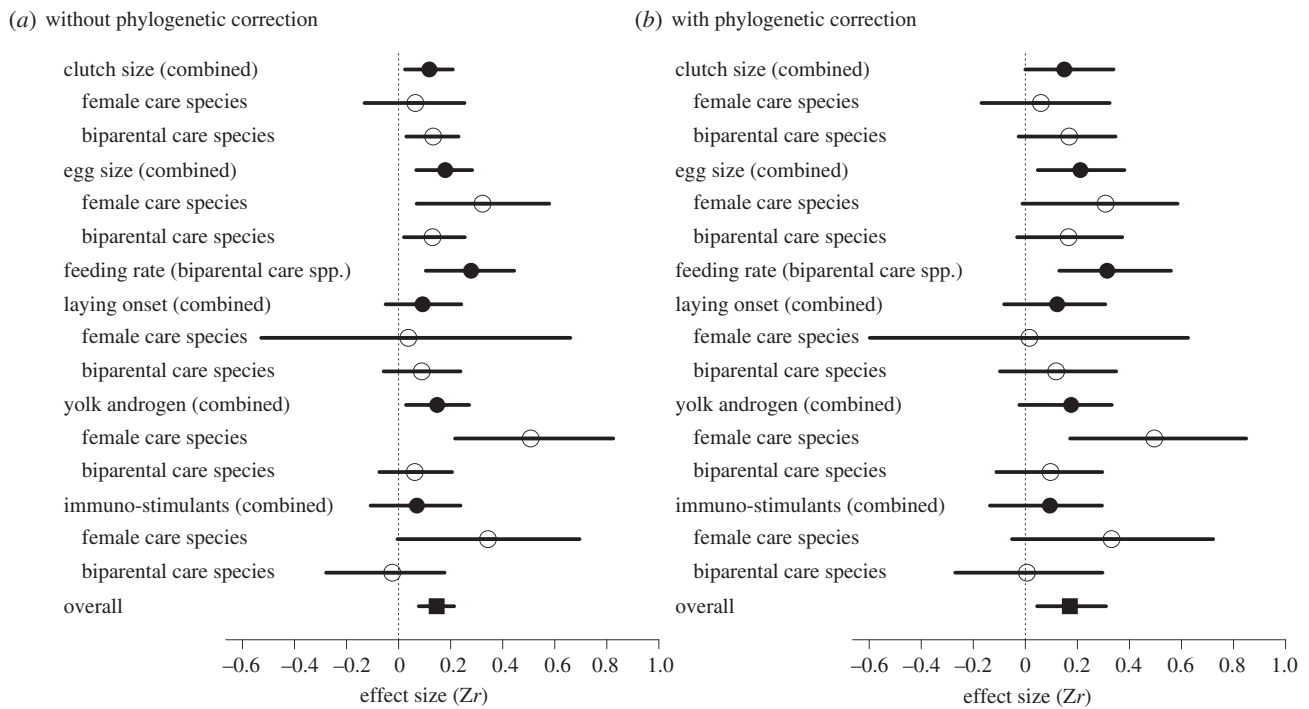 (a) without phylogenetic correction
clutch size (combined)
female care species
biparental care species
egg size (combined)
female care species
biparental care species
feeding rate (biparental care spp.)
laying onset (combined)
female care species
biparental care species
yolk androgen (combined)
female care species
biparental care species
immuno-stimulants (combined)
female care species
biparental care species
overall
–0.6 –0.4 –0.2 0 0.2 0.4 0.6 0.8 1.0
effect size (Zr)
(b) with phylogenetic correction
clutch size (combined)
female care species
biparental care species
egg size (combined)
female care species
biparental care species
feeding rate (biparental care spp.)
laying onset (combined)
female care species
biparental care species
yolk androgen (combined)
female care species
biparental care species
immuno-stimulants (combined)
female care species
biparental care species
overall
–0.6 –0.4 –0.2 0 0.2 0.4 0.6 0.8 1.0
effect size (Zr)